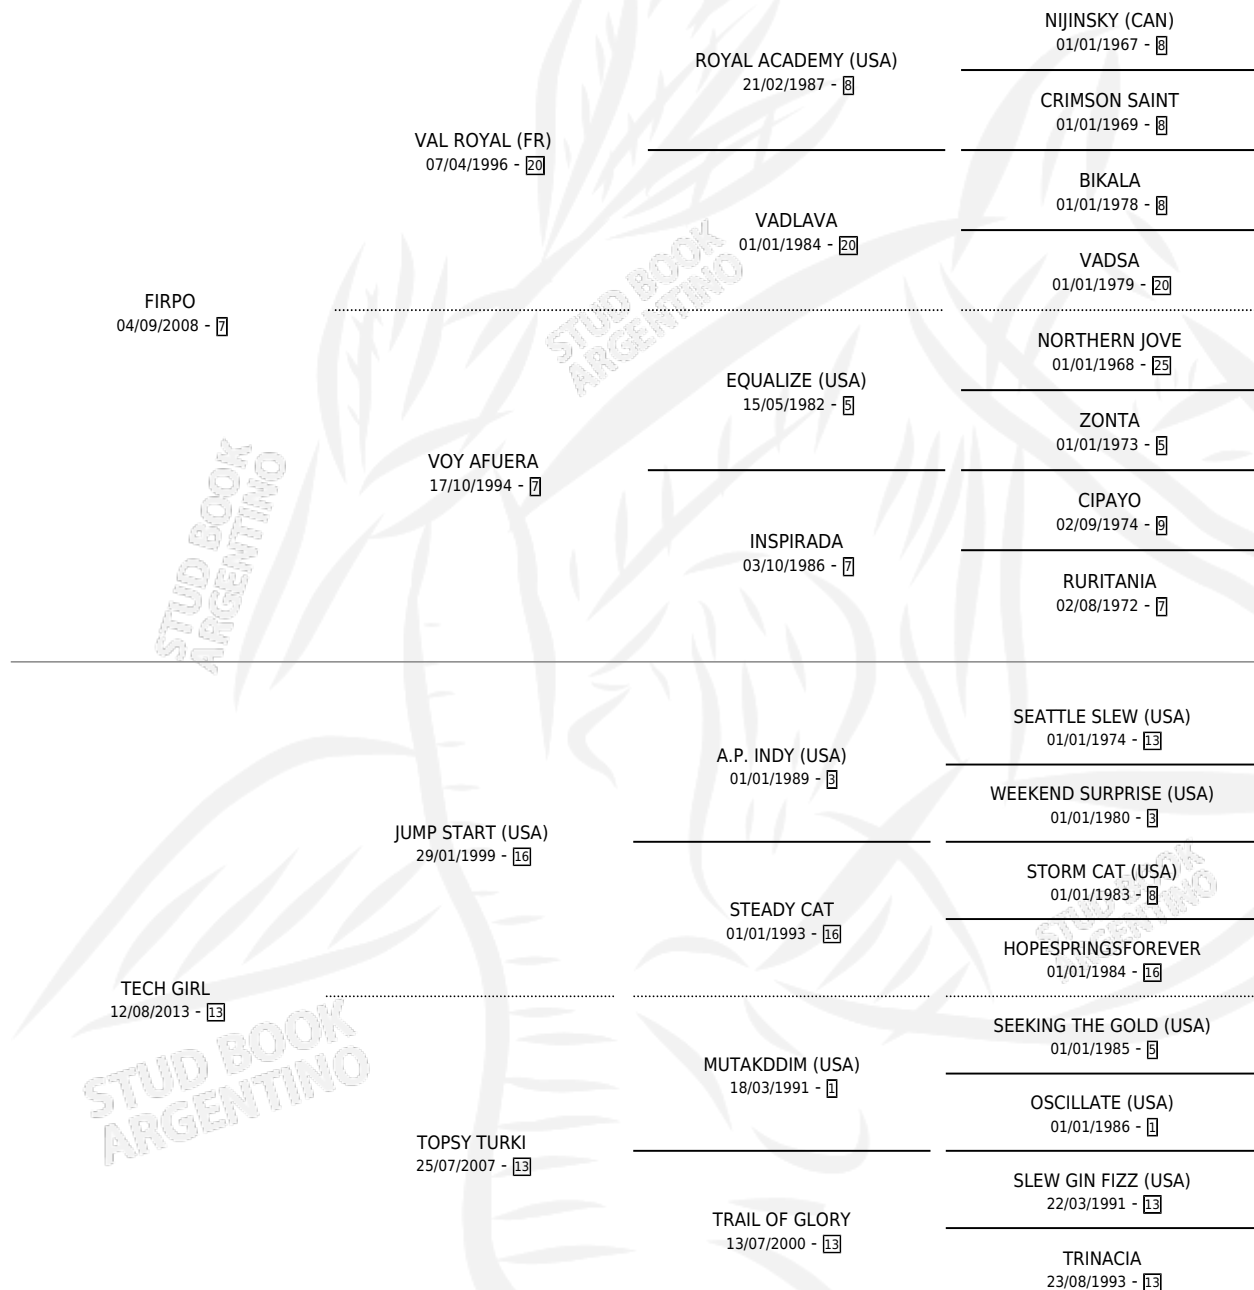 NIJINSKY (CAN)
01/01/1967 - 8
ROYAL ACADEMY (USA)
21/02/1987 - 8
CRIMSON SAINT
01/01/1969 - 8
VAL ROYAL (FR)
07/04/1996 - 20
BIKALA
01/01/1978 - 8
VADLAVA
01/01/1984 - 20
VADSA
01/01/1979 - 20
STUD BOOK
ARGENTINO
FIRPO
04/09/2008 - 7
NORTHERN JOVE
01/01/1968 - 25
EQUALIZE (USA)
15/05/1982 - 5
ZONTA
01/01/1973 - 5
VOY AFUERA
17/10/1994 - 7
CIPAYO
02/09/1974 - 9
INSPIRADA
03/10/1986 - 7
RURITANIA
02/08/1972 - 7
STUD BOOK
ARGENTINO
SEATTLE SLEW (USA)
01/01/1974 - 13
A.P. INDY (USA)
01/01/1989 - 3
WEEKEND SURPRISE (USA)
01/01/1980 - 3
JUMP START (USA)
29/01/1999 - 16
STORM CAT (USA)
01/01/1983 - 8
STEADY CAT
01/01/1993 - 16
HOPESPRINGSFOREVER
01/01/1984 - 16
STUD BOOK
ARGENTINO
TECH GIRL
12/08/2013 - 13
SEEKING THE GOLD (USA)
01/01/1985 - 5
MUTAKDDIM (USA)
18/03/1991 - 1
OSCILLATE (USA)
01/01/1986 - 1
STUD BOOK
ARGENTINO
TOPSY TURKI
25/07/2007 - 13
SLEW GIN FIZZ (USA)
22/03/1991 - 13
TRAIL OF GLORY
13/07/2000 - 13
TRINACIA
23/08/1993 - 13